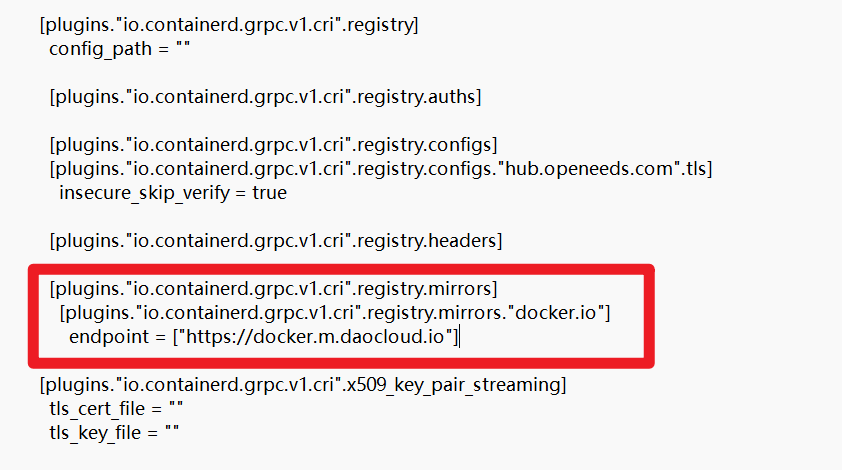 [plugins."io.containerd.grpc.v1.cri".registry]
config_path = ""
[plugins."io.containerd.grpc.v1.cri".registry.auths]
[plugins."io.containerd.grpc.v1.cri".registry.configs]
[plugins."io.containerd.grpc.v1.cri".registry.configs."hub.openeeds.com".tls]
insecure_skip_verify = true
[plugins."io.containerd.grpc.v1.cri".registry.headers]
[plugins."io.containerd.grpc.v1.cri".registry.mirrors]
[plugins."io.containerd.grpc.v1.cri".registry.mirrors."docker.io"]
endpoint = ["https://docker.m.daocloud.io"]
[plugins."io.containerd.grpc.v1.cri".x509_key_pair_streaming]
tls_cert_file = ""
tls_key_file = ""